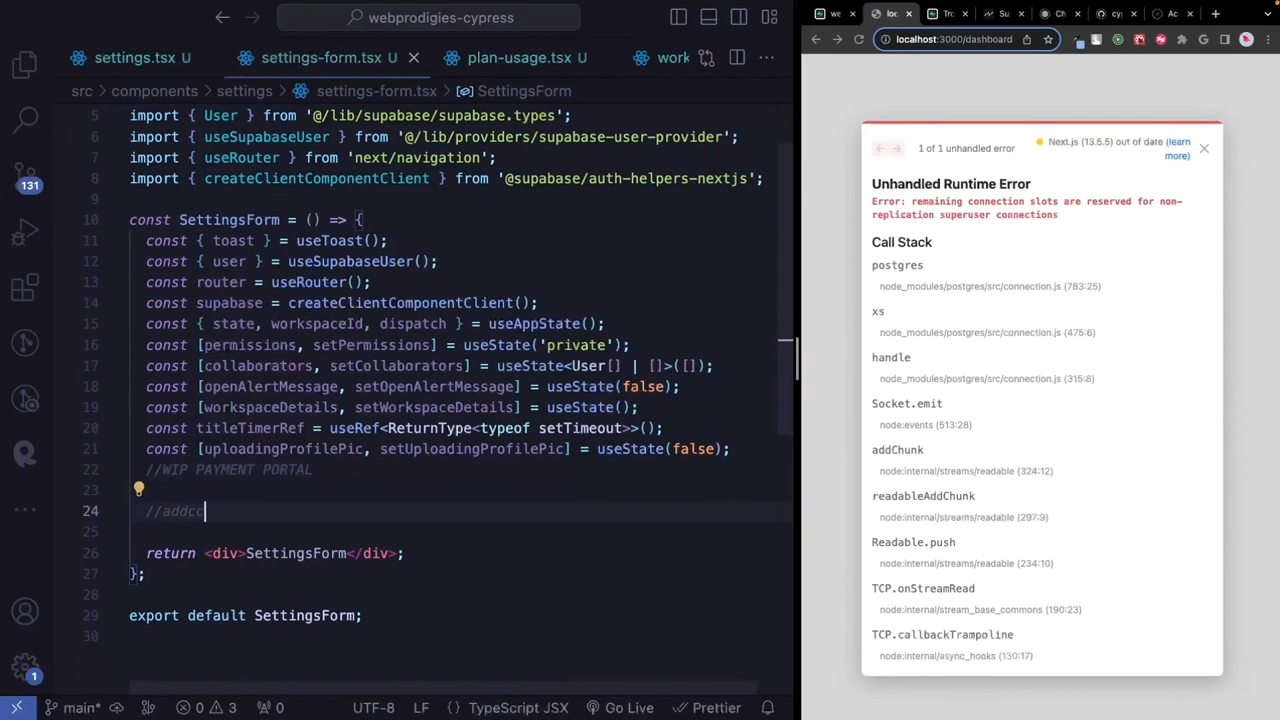 webprodigies-cypress
settings.tsx U
settings-form.tsx U
plan-usage.tsx U
work
src > components > settings > settings-form.tsx > SettingsForm
5 import { User } from '@/lib/supabase/supabase.types';
6 import { useSupabaseUser } from '@/lib/providers/supabase-user-provider';
7 import { useRouter } from 'next/navigation';
8 import { createClientComponentClient } from '@supabase/auth-helpers-nextjs';
9
10 const SettingsForm = () => {
11 const { toast } = useToast();
12 const { user } = useSupabaseUser();
13 const router = useRouter();
14 const supabase = createClientComponentClient();
15 const { state, workspaceId, dispatch } = useAppState();
16 const [permissions, setPermissions] = useState('private');
17 const [collaborators, setCollaborators] = useState<User[] | []>([]);
18 const [openAlertMessage, setOpenAlertMessage] = useState(false);
19 const [workspaceDetails, setWorkspaceDetails] = useState();
20 const titleTimerRef = useRef<ReturnType<typeof setTimeout>>();
21 const [uploadingProfilePic, setUploadingProfilePic] = useState(false);
22 //WIP PAYMENT PORTAL
23
24 //addcc
25
26 return <div>SettingsForm</div>;
27 };
28
29 export default SettingsForm;
30
131
1
main*
0 3
0
UTF-8
LF
{} TypeScript JSX
Go Live
Prettier
we
loc
Tro
Su
Ch
cy
Ac
localhost:3000/dashboard
1 of 1 unhandled error
Next.js (13.5.5) out of date (learn
more)
Unhandled Runtime Error
Error: remaining connection slots are reserved for non-
replication superuser connections
Call Stack
postgres
node_modules/postgres/src/connection.js (783:25)
xs
node_modules/postgres/src/connection.js (475:6)
handle
node_modules/postgres/src/connection.js (315:8)
Socket.emit
node:events (513:28)
addChunk
node:internal/streams/readable (324:12)
readableAddChunk
node:internal/streams/readable (297:9)
Readable.push
node:internal/streams/readable (234:10)
TCP.onStreamRead
node:internal/stream_base_commons (190:23)
TCP.callbackTrampoline
node:internal/async_hooks (130:17)